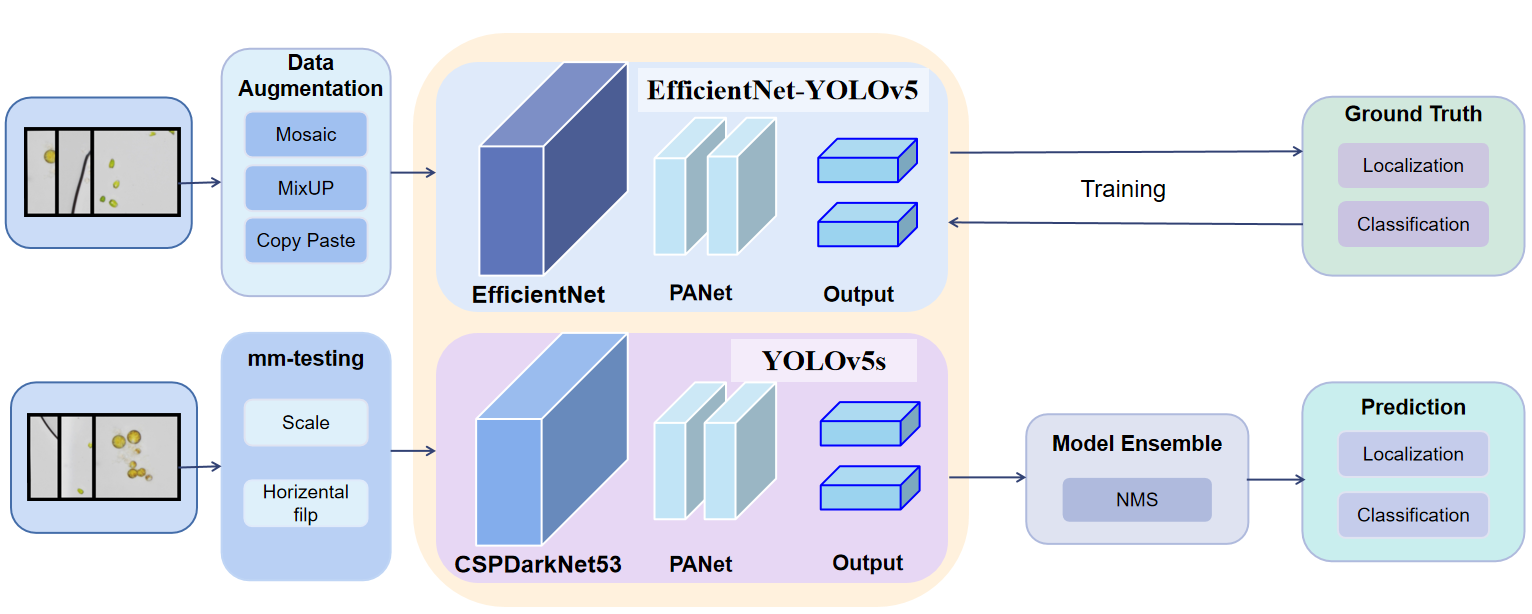 Data
Augmentation
Mosaic
MixUP
Copy Paste
EfficientNet-YOLOv5
EfficientNet
PANet
Output
Training
Ground Truth
Localization
Classification
mm-testing
Scale
Horizental
filp
YOLOv5s
CSPDarkNet53
PANet
Output
Model Ensemble
NMS
Prediction
Localization
Classification